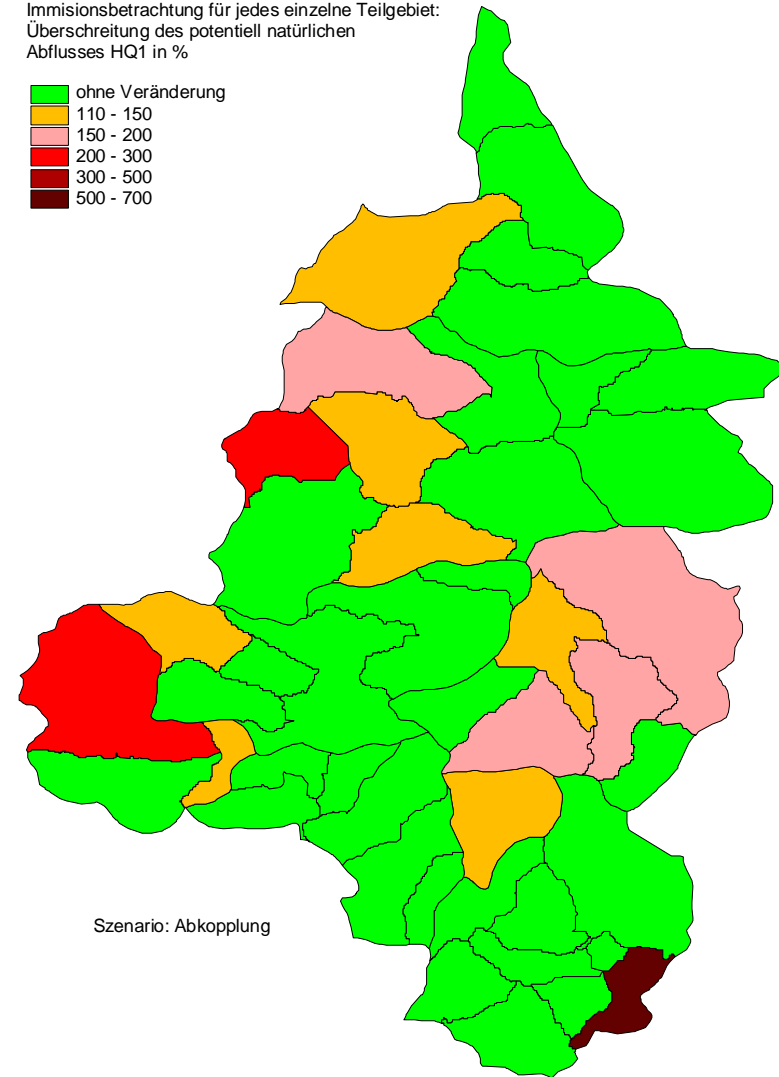 Immisionsbetrachtung für jedes einzelne Teilgebiet:
Überschreitung des potentiell natürlichen
Abflusses HQ1 in %
ohne Veränderung
110 - 150
150 - 200
200 - 300
300 - 500
500 - 700
Szenario: Abkopplung